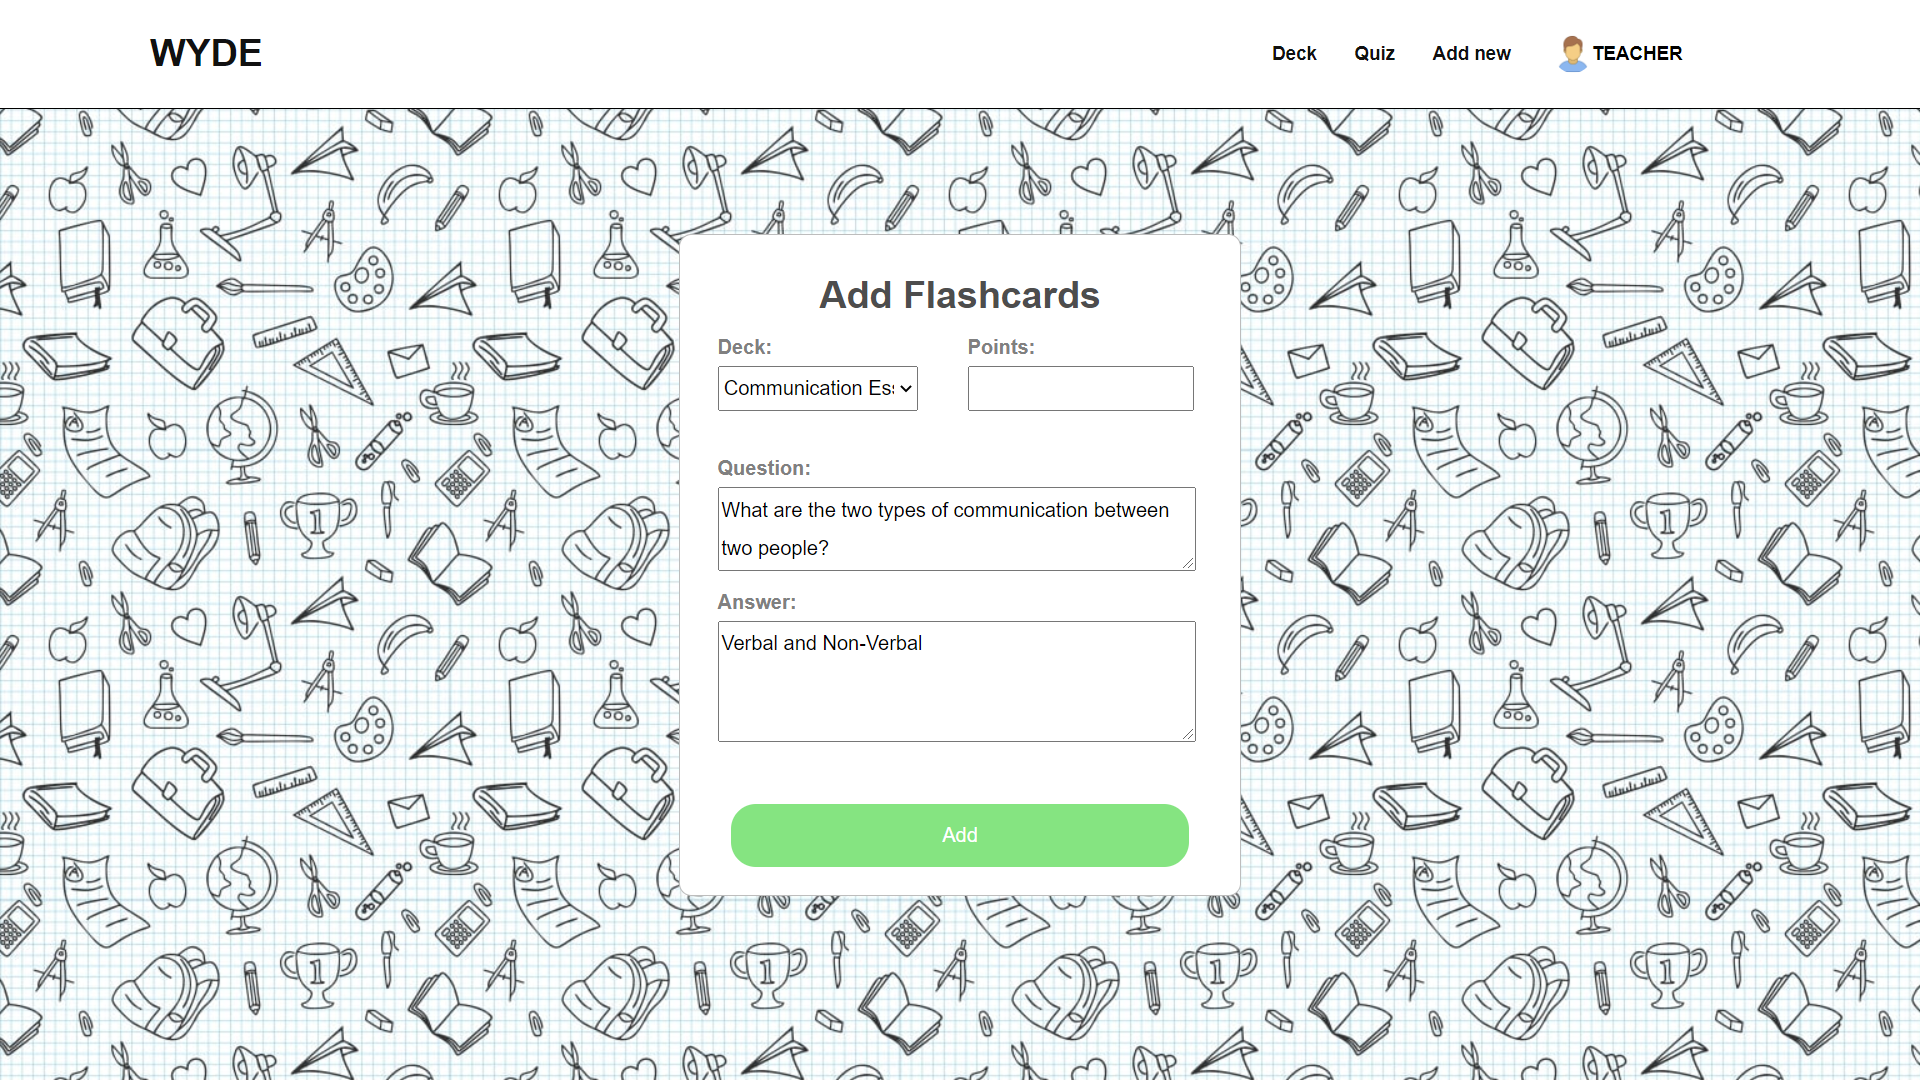 WYDE
Deck
Quiz
Add new
TEACHER
Add Flashcards
Deck:
Points:
Communication Es
Question:
What are the two types of communication between
two people?
Answer:
Verbal and Non-Verbal
Add